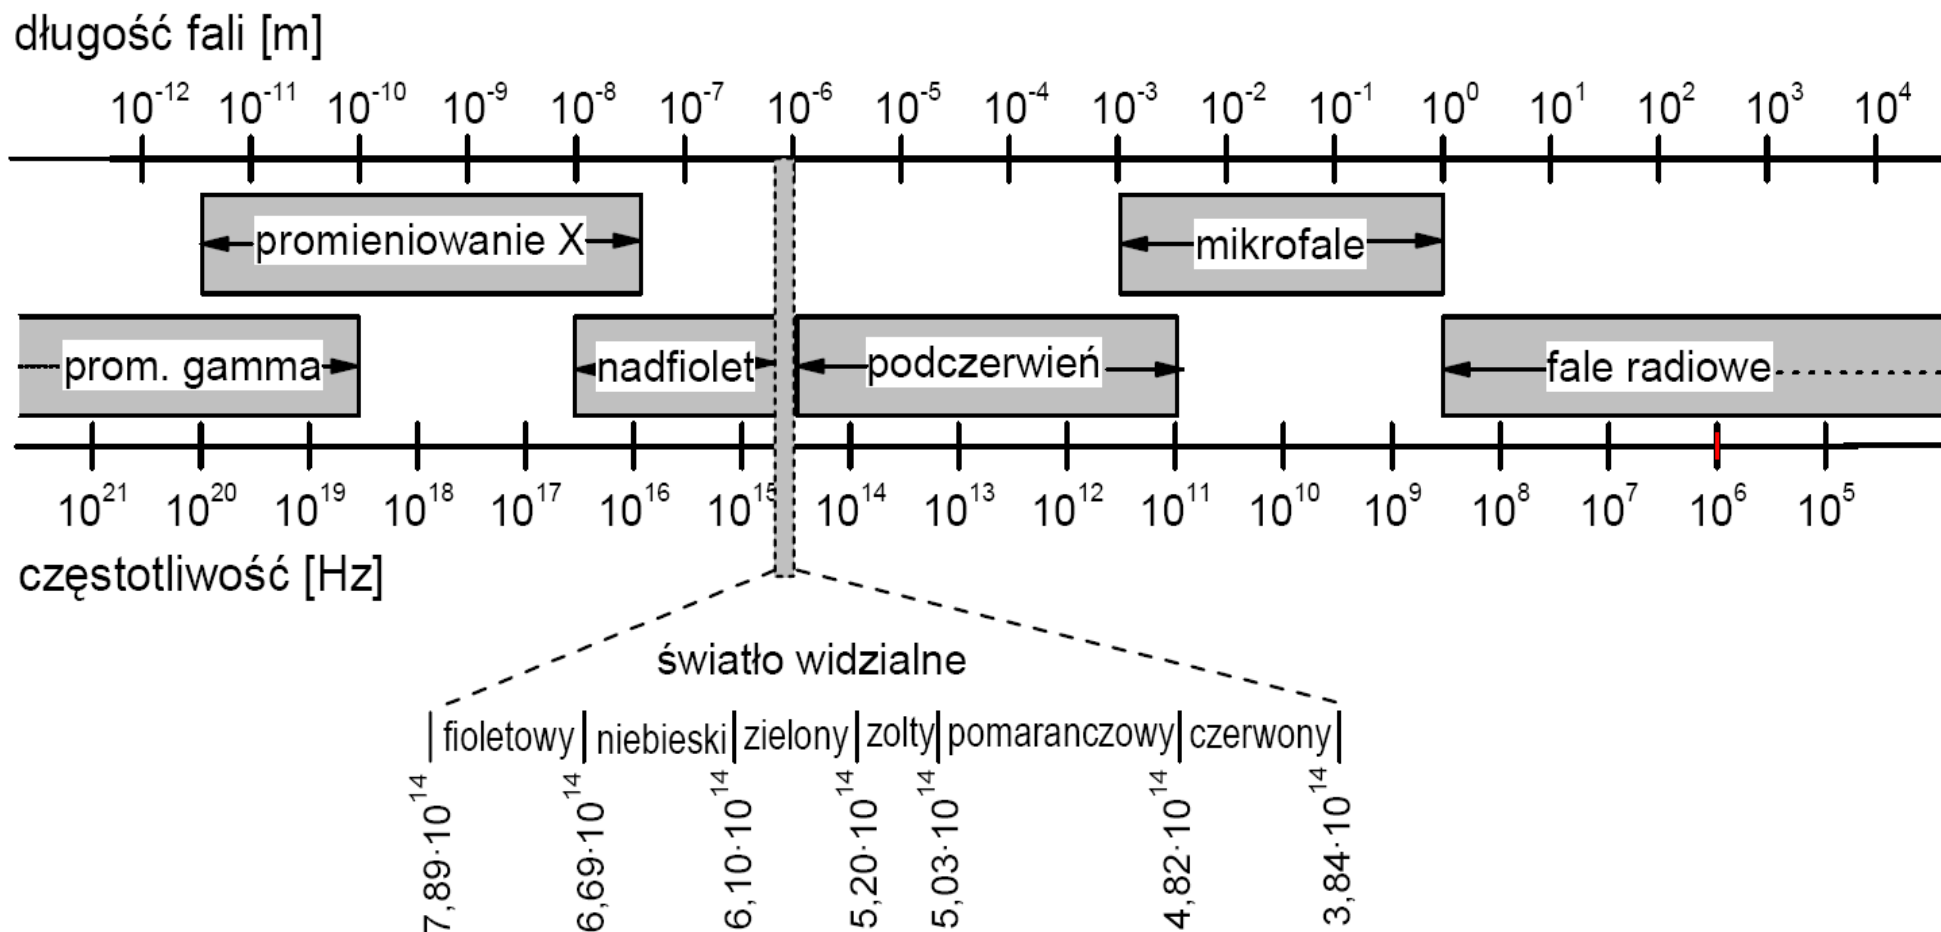 długość fali [m]
10⁻¹² 10⁻¹¹ 10⁻¹⁰ 10⁻⁹ 10⁻⁸ 10⁻⁷ 10⁻⁶ 10⁻⁵ 10⁻⁴ 10⁻³ 10⁻² 10⁻¹ 10⁰ 10¹ 10² 10³ 10⁴
promieniowanie X mikrofale
prom. gamma nadfiolet podczerwień fale radiowe
10²¹ 10²⁰ 10¹⁹ 10¹⁸ 10¹⁷ 10¹⁶ 10¹⁵ 10¹⁴ 10¹³ 10¹² 10¹¹ 10¹⁰ 10⁹ 10⁸ 10⁷ 10⁶ 10⁵
częstotliwość [Hz]
światło widzialne
fioletowy niebieski zielony zolty pomaranczowy czerwony
7,89·10¹⁴ 6,69·10¹⁴ 6,10·10¹⁴ 5,20·10¹⁴ 5,03·10¹⁴ 4,82·10¹⁴ 3,84·10¹⁴